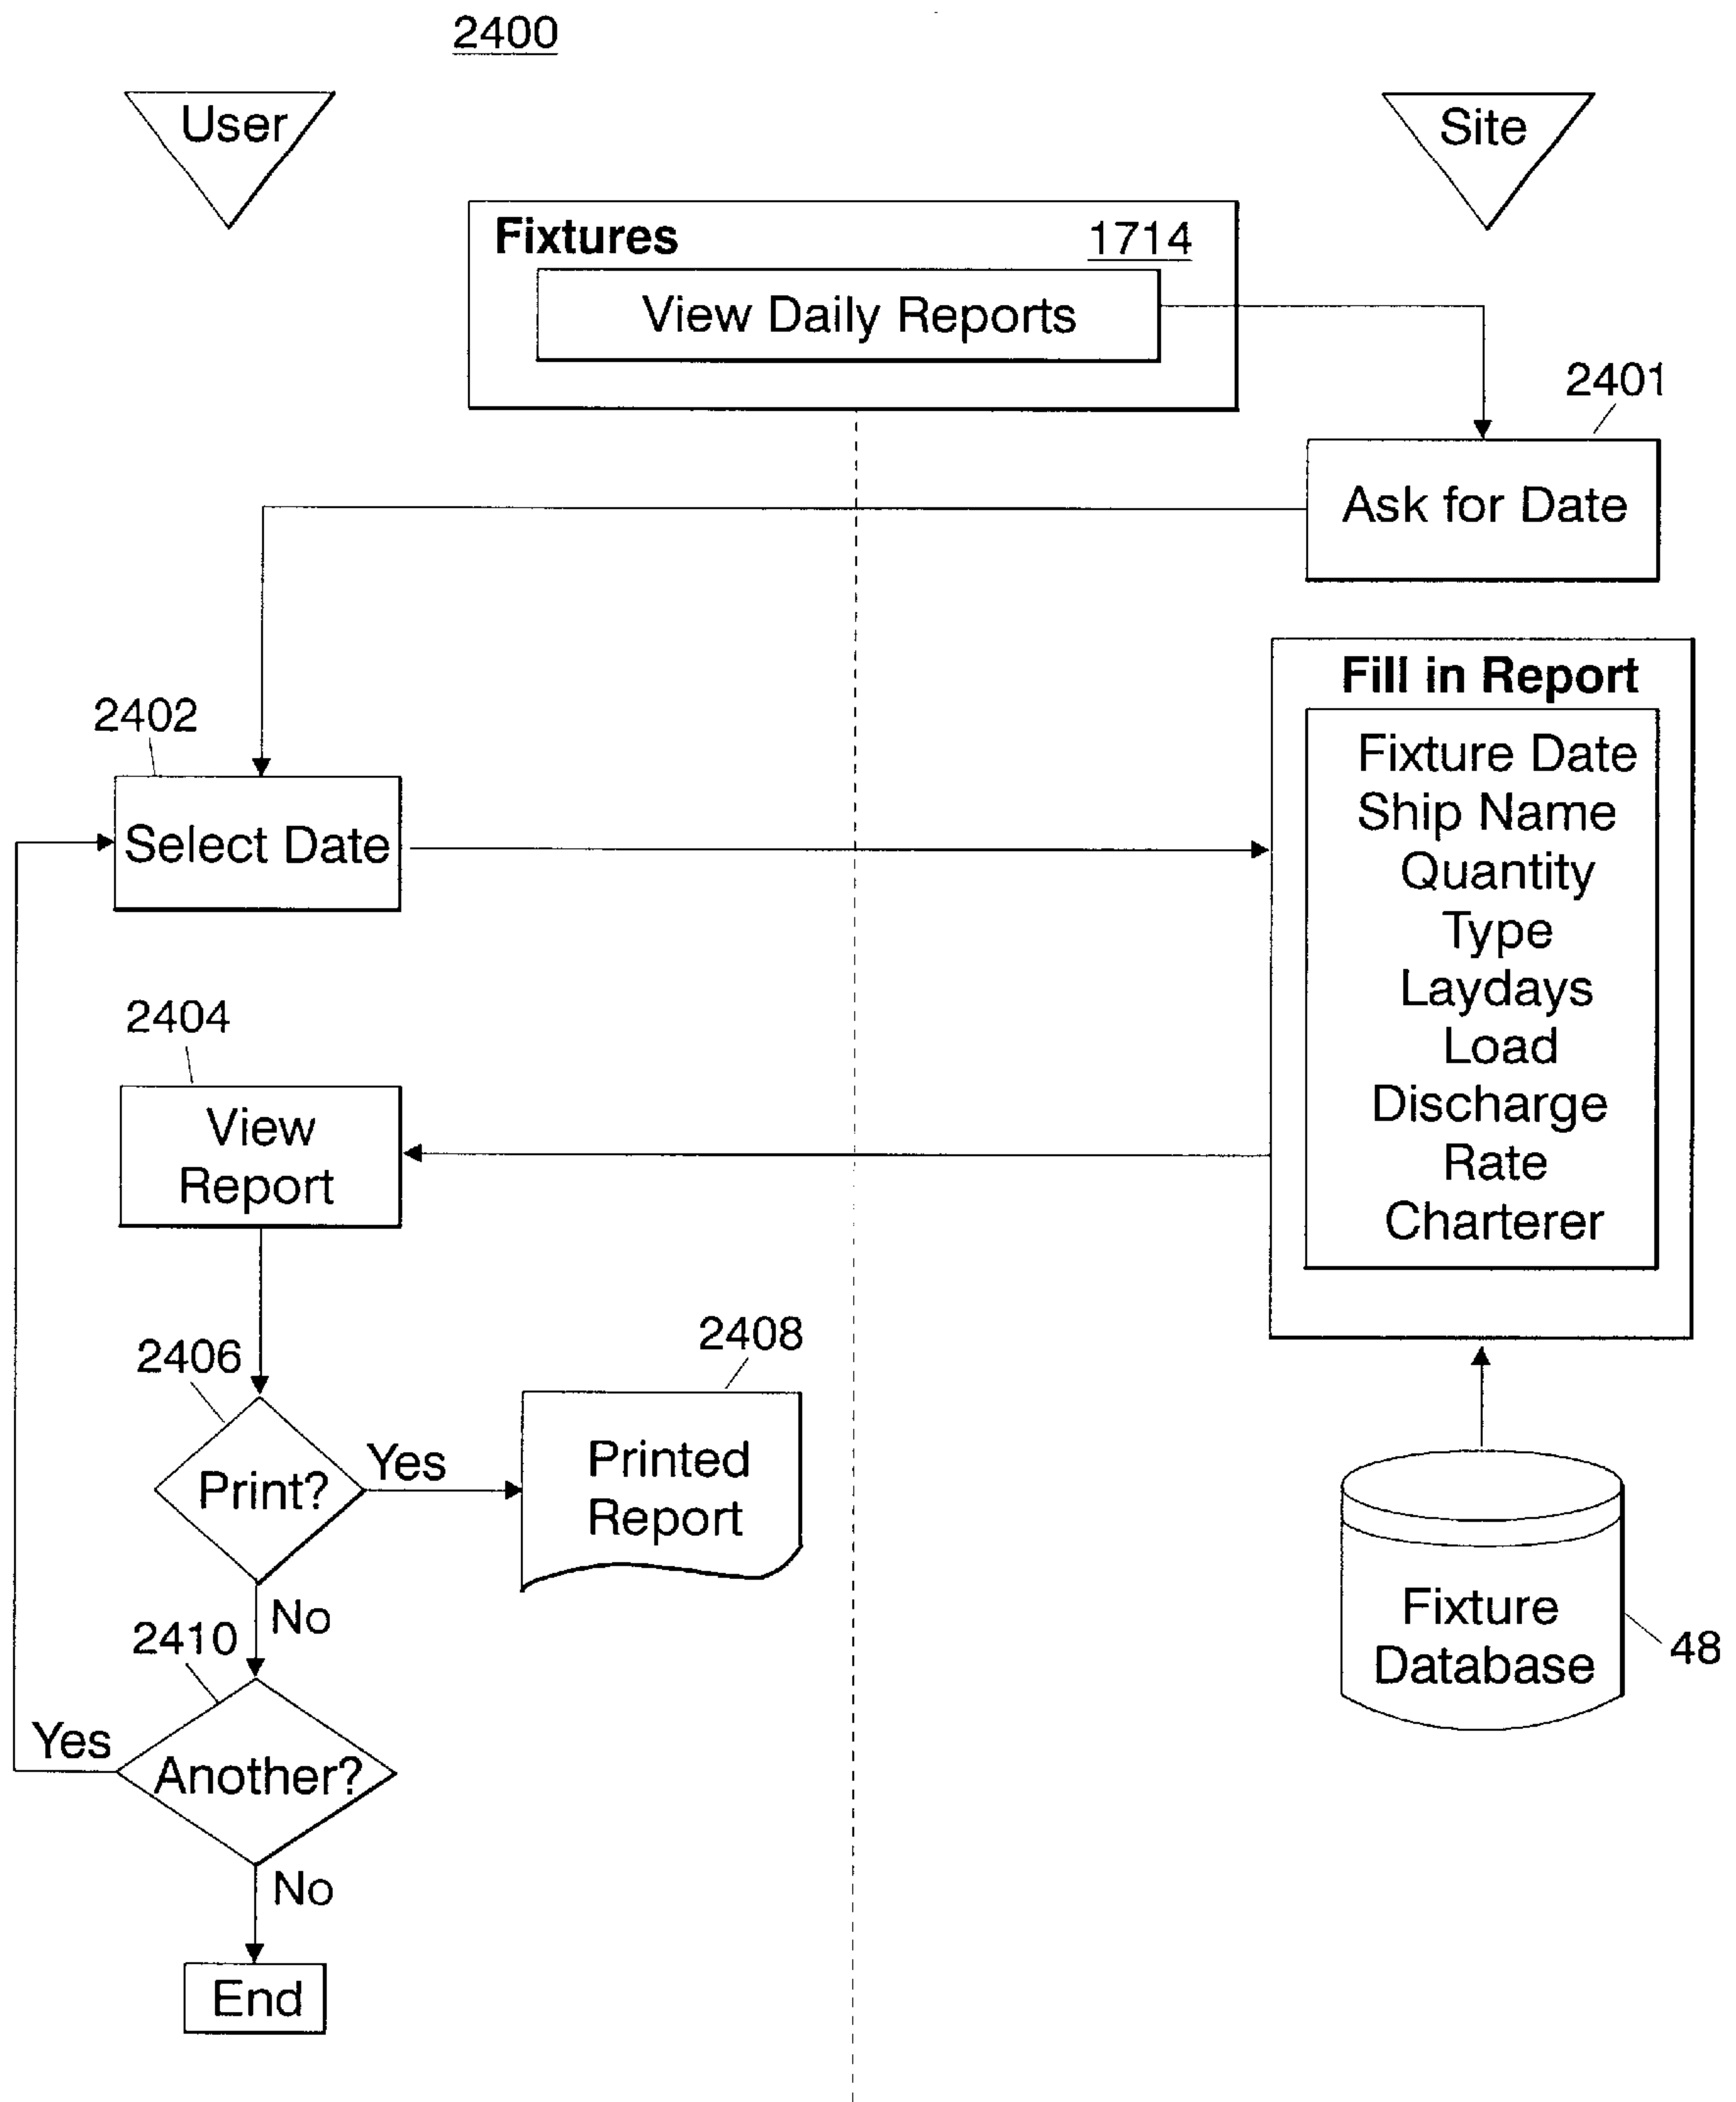 2400
User
Site
Fixtures
1714
View Daily Reports
2401
Ask for Date
Fill in Report
Fixture Date
Ship Name
Quantity
Type
Laydays
Load
Discharge
Rate
Charterer
2402
Select Date
2404
View
Report
2406
Print?
Yes
2408
Printed
Report
No
2410
Another?
Yes
No
End
Fixture
Database
48